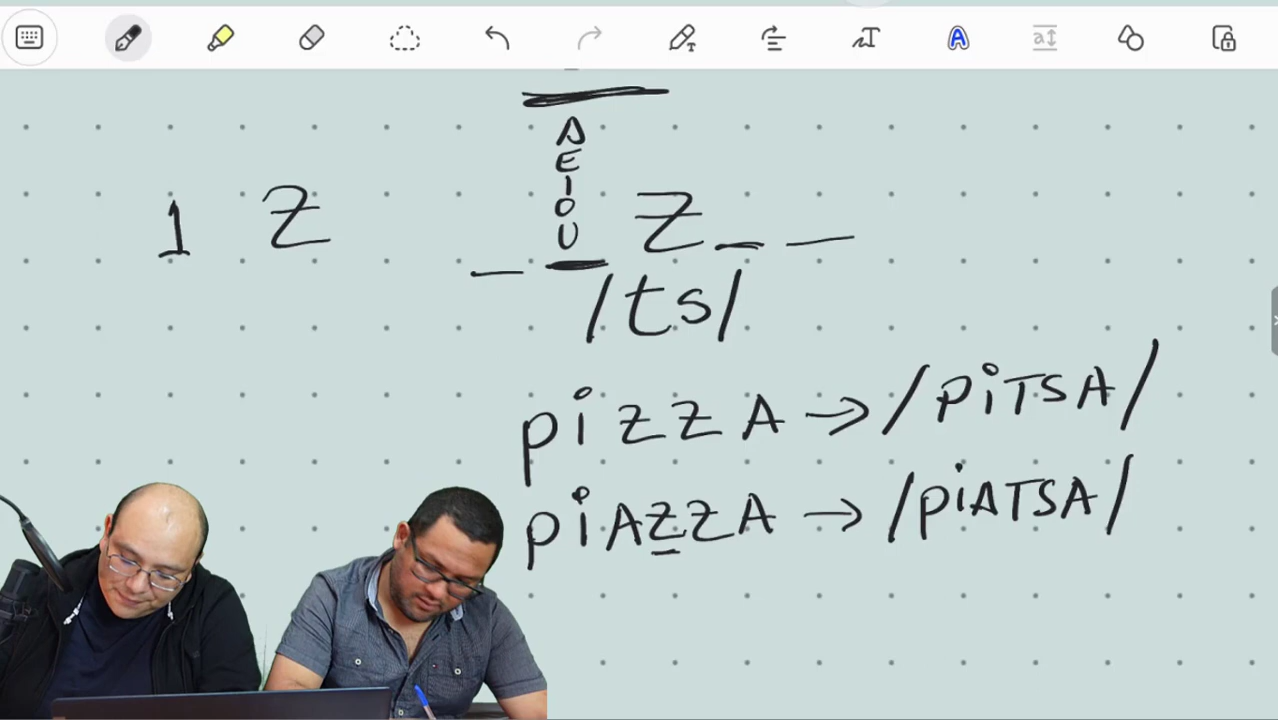 A
E
I
O
U
1 Z _ _ Z _ _
/ts/
piZZA → /PiTSA/
piAZZA → /piATSA/